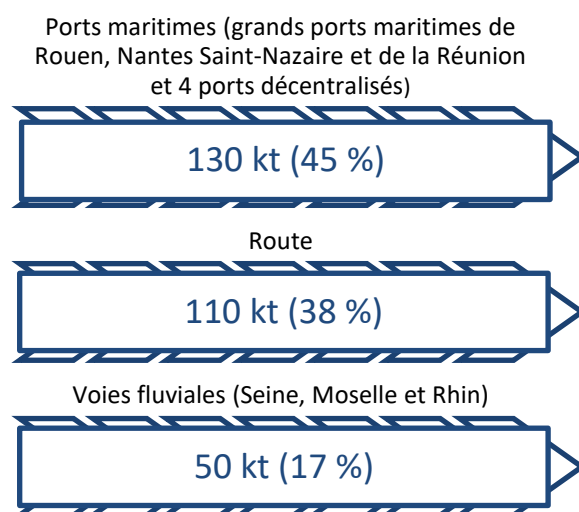 Ports maritimes (grands ports maritimes de
Rouen, Nantes Saint-Nazaire et de la Réunion
et 4 ports décentralisés)
130 kt (45 %)
Route
110 kt (38 %)
Voies fluviales (Seine, Moselle et Rhin)
50 kt (17 %)